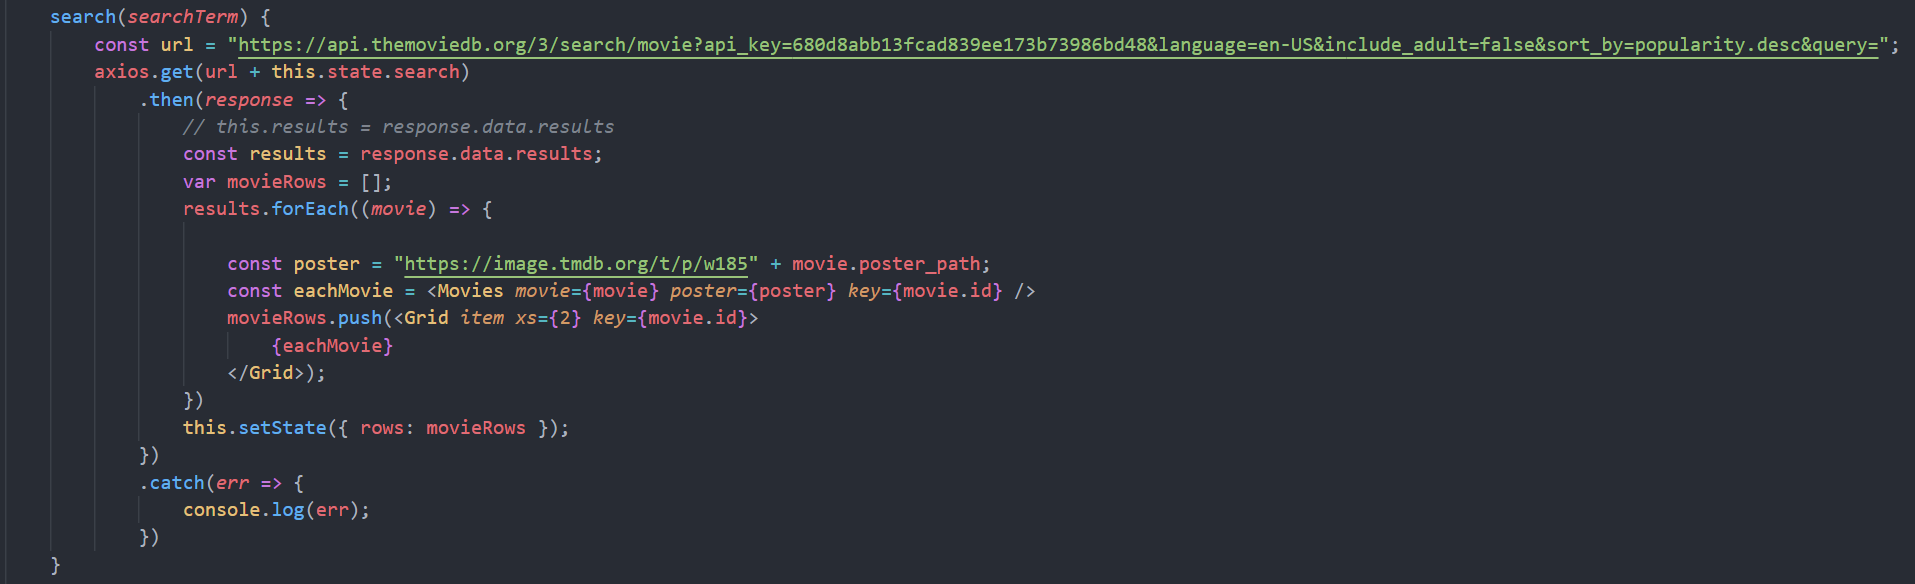 search(searchTerm) {
const url = "https://api.themoviedb.org/3/search/movie?api_key=680d8abb13fcad839ee173b73986bd48&language=en-US&include_adult=false&sort_by=popularity.desc&query=";
axios.get(url + this.state.search)
.then(response => {
// this.results = response.data.results
const results = response.data.results;
var movieRows = [];
results.forEach((movie) => {
const poster = "https://image.tmdb.org/t/p/w185" + movie.poster_path;
const eachMovie = <Movies movie={movie} poster={poster} key={movie.id} />
movieRows.push(<Grid item xs={2} key={movie.id}>
{eachMovie}
</Grid>);
})
this.setState({ rows: movieRows });
})
.catch(err => {
console.log(err);
})
}